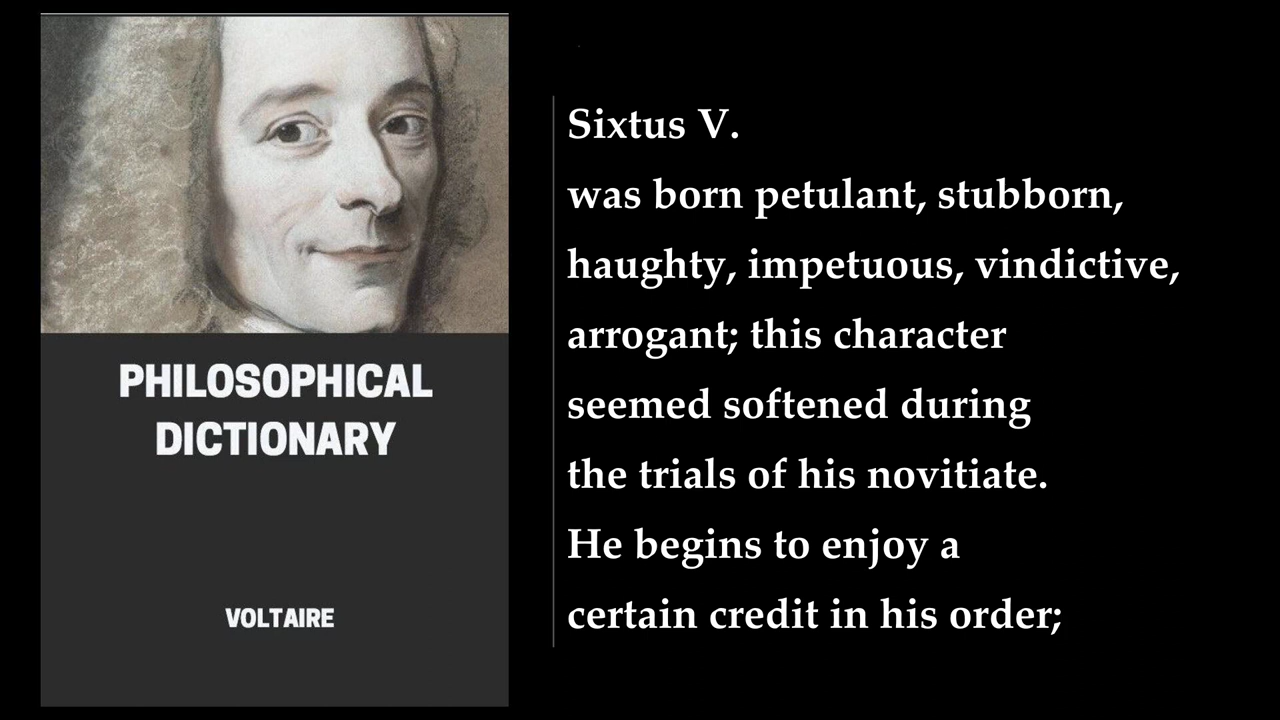 PHILOSOPHICAL
DICTIONARY
VOLTAIRE
Sixtus V.
was born petulant, stubborn,
haughty, impetuous, vindictive,
arrogant; this character
seemed softened during
the trials of his novitiate.
He begins to enjoy a
certain credit in his order;